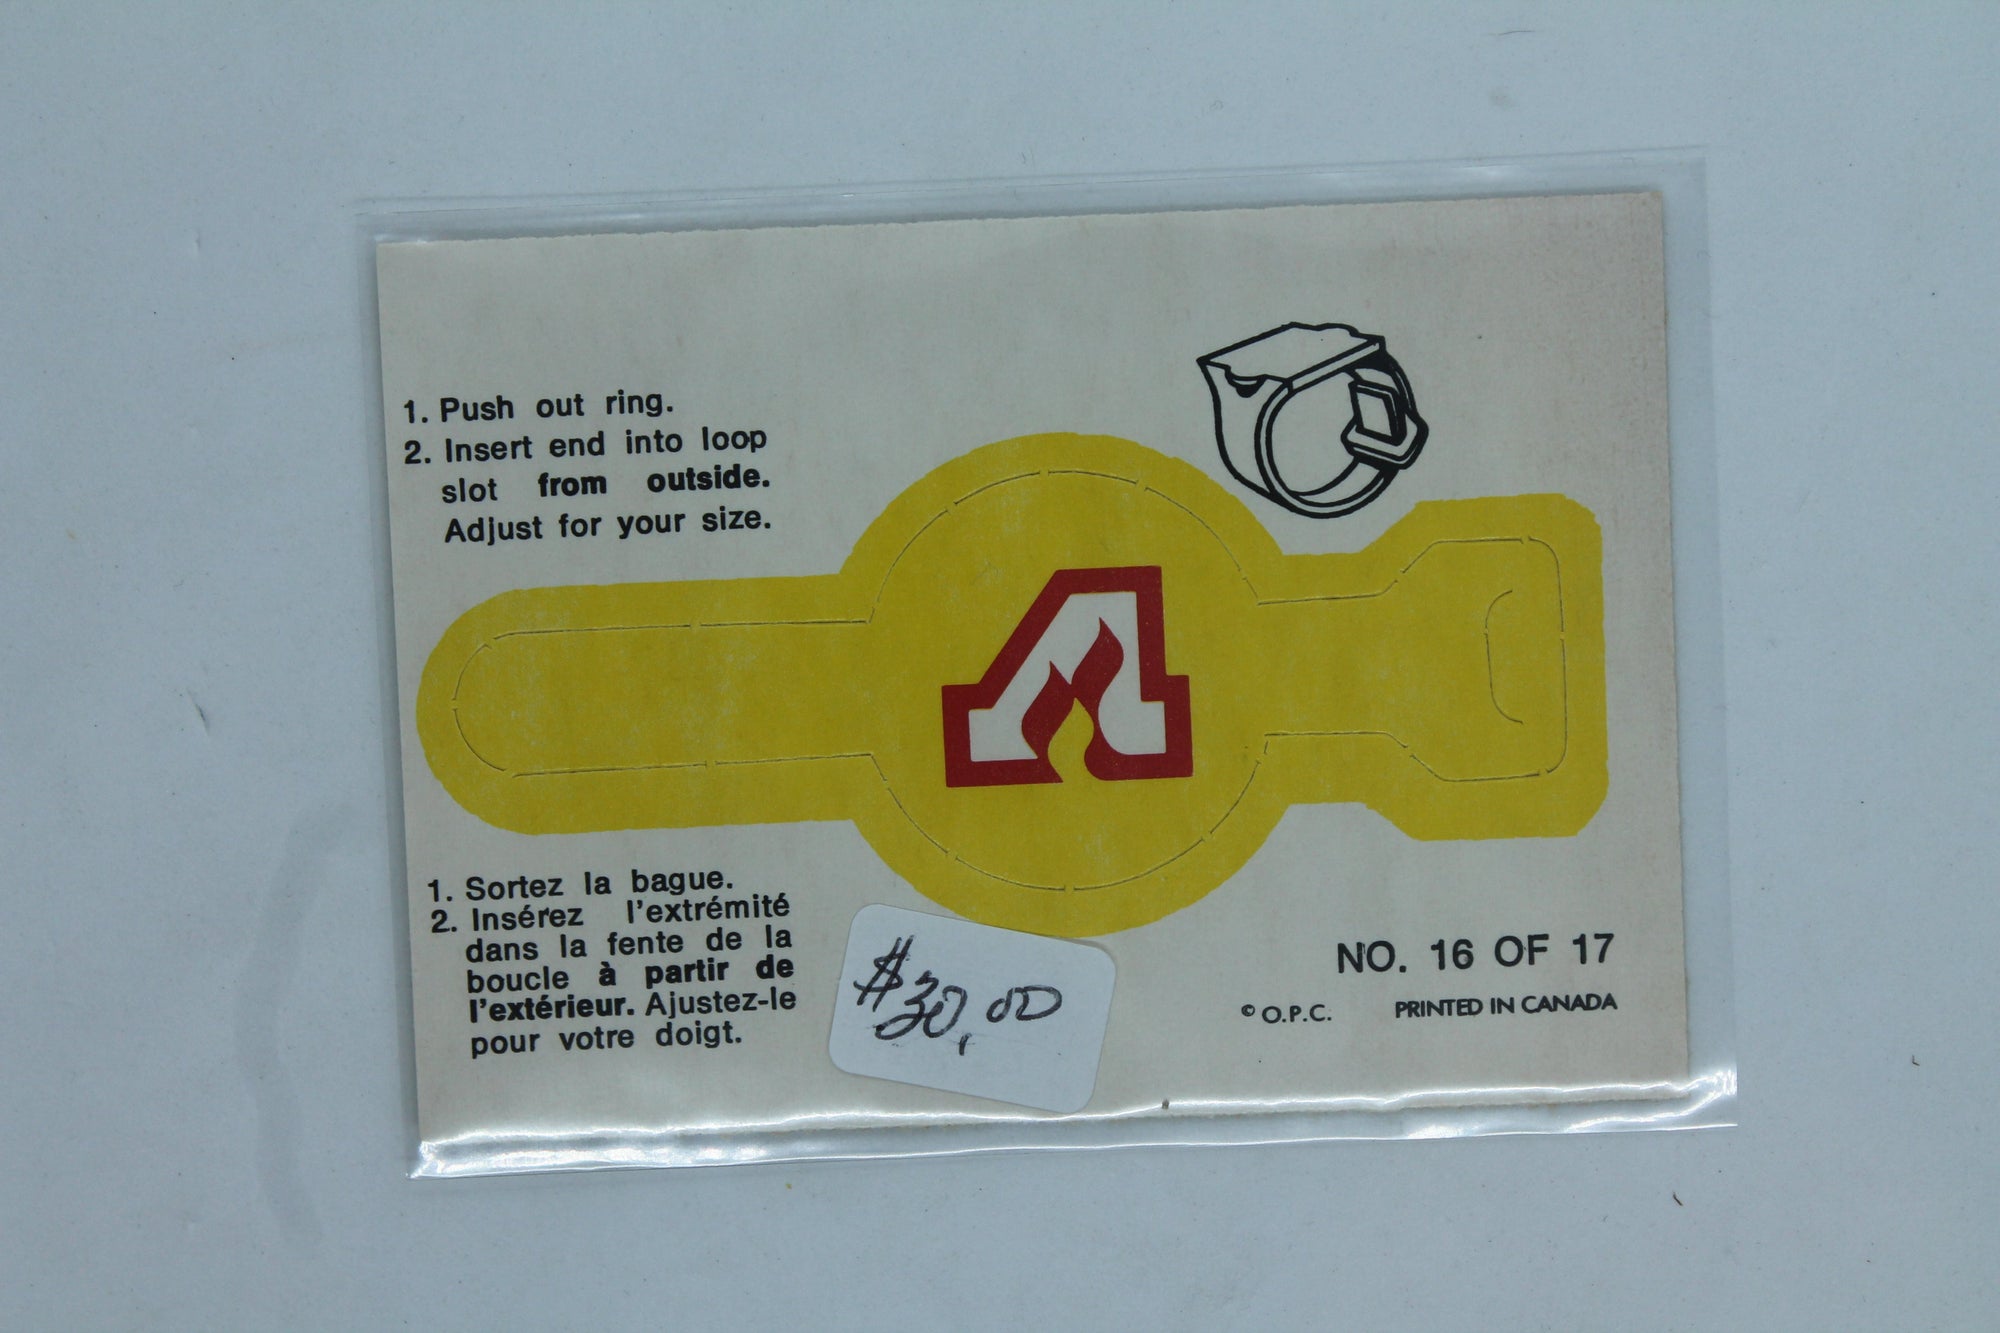 1. Push out ring.
2. Insert end into loop
slot from outside.
Adjust for your size.
1. Sortez la bague.
2. Insérez l'extrémité
dans la fente de la
boucle à partir de
l'extérieur. Ajustez-le
pour votre doigt.
$30.00
NO. 16 OF 17
© O.P.C. PRINTED IN CANADA